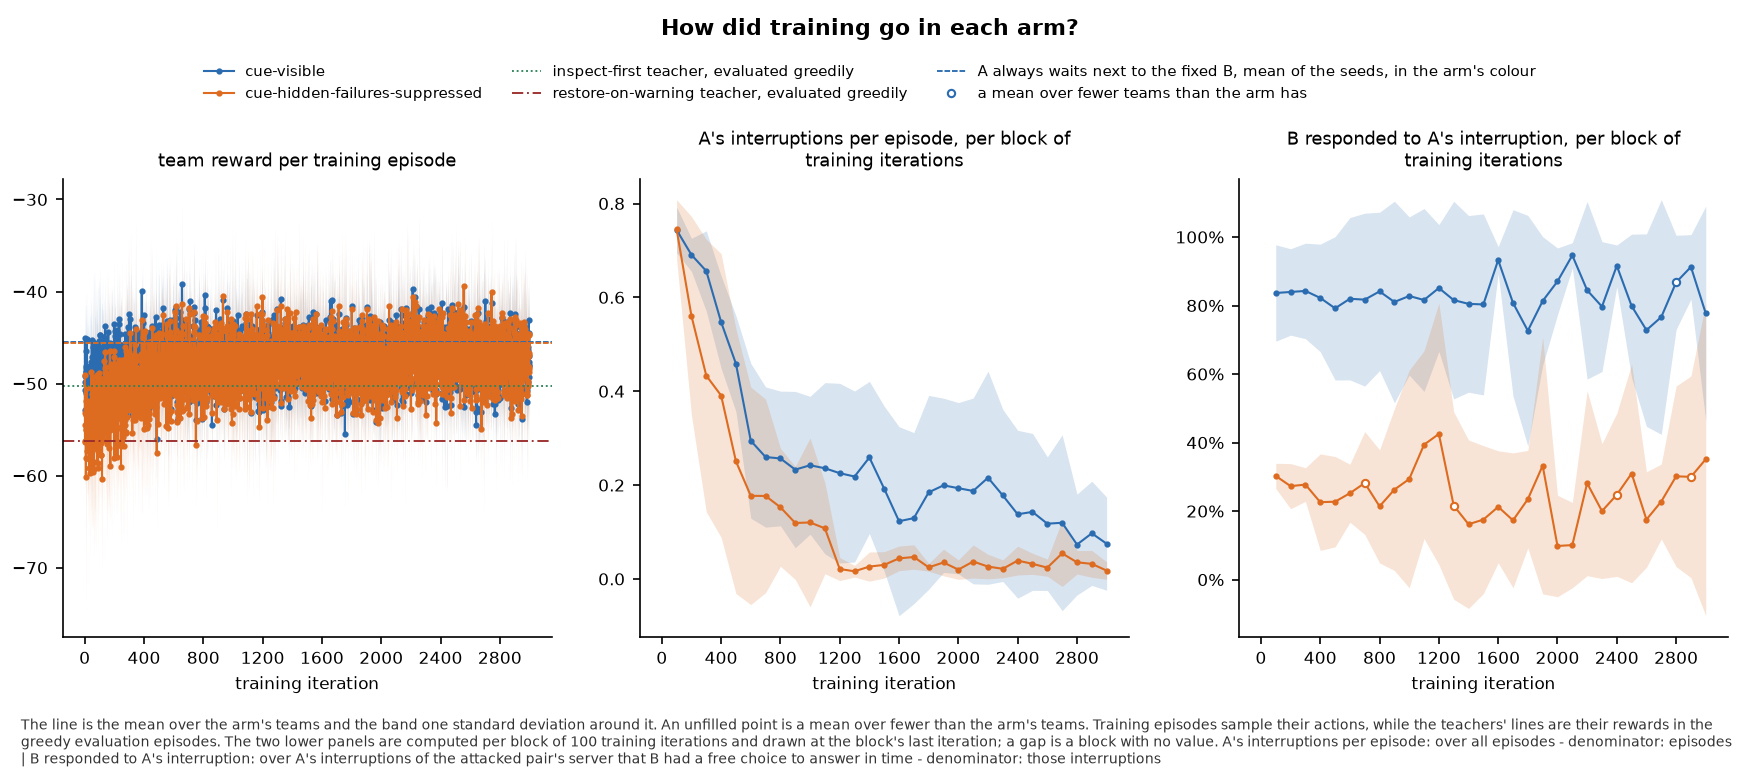 How did training go in each arm?
cue-visible
cue-hidden-failures-suppressed
inspect-first teacher, evaluated greedily
restore-on-warning teacher, evaluated greedily
A always waits next to the fixed B, mean of the seeds, in the arm's colour
a mean over fewer teams than the arm has
team reward per training episode
−30
−40
−50
−60
−70
0 400 800 1200 1600 2000 2400 2800
training iteration
A's interruptions per episode, per block of
training iterations
0.8
0.6
0.4
0.2
0.0
0 400 800 1200 1600 2000 2400 2800
training iteration
B responded to A's interruption, per block of
training iterations
100%
80%
60%
40%
20%
0%
0 400 800 1200 1600 2000 2400 2800
training iteration
The line is the mean over the arm's teams and the band one standard deviation around it. An unfilled point is a mean over fewer than the arm's teams. Training episodes sample their actions, while the teachers' lines are their rewards in the
greedy evaluation episodes. The two lower panels are computed per block of 100 training iterations and drawn at the block's last iteration; a gap is a block with no value. A's interruptions per episode: over all episodes - denominator: episodes
| B responded to A's interruption: over A's interruptions of the attacked pair's server that B had a free choice to answer in time - denominator: those interruptions